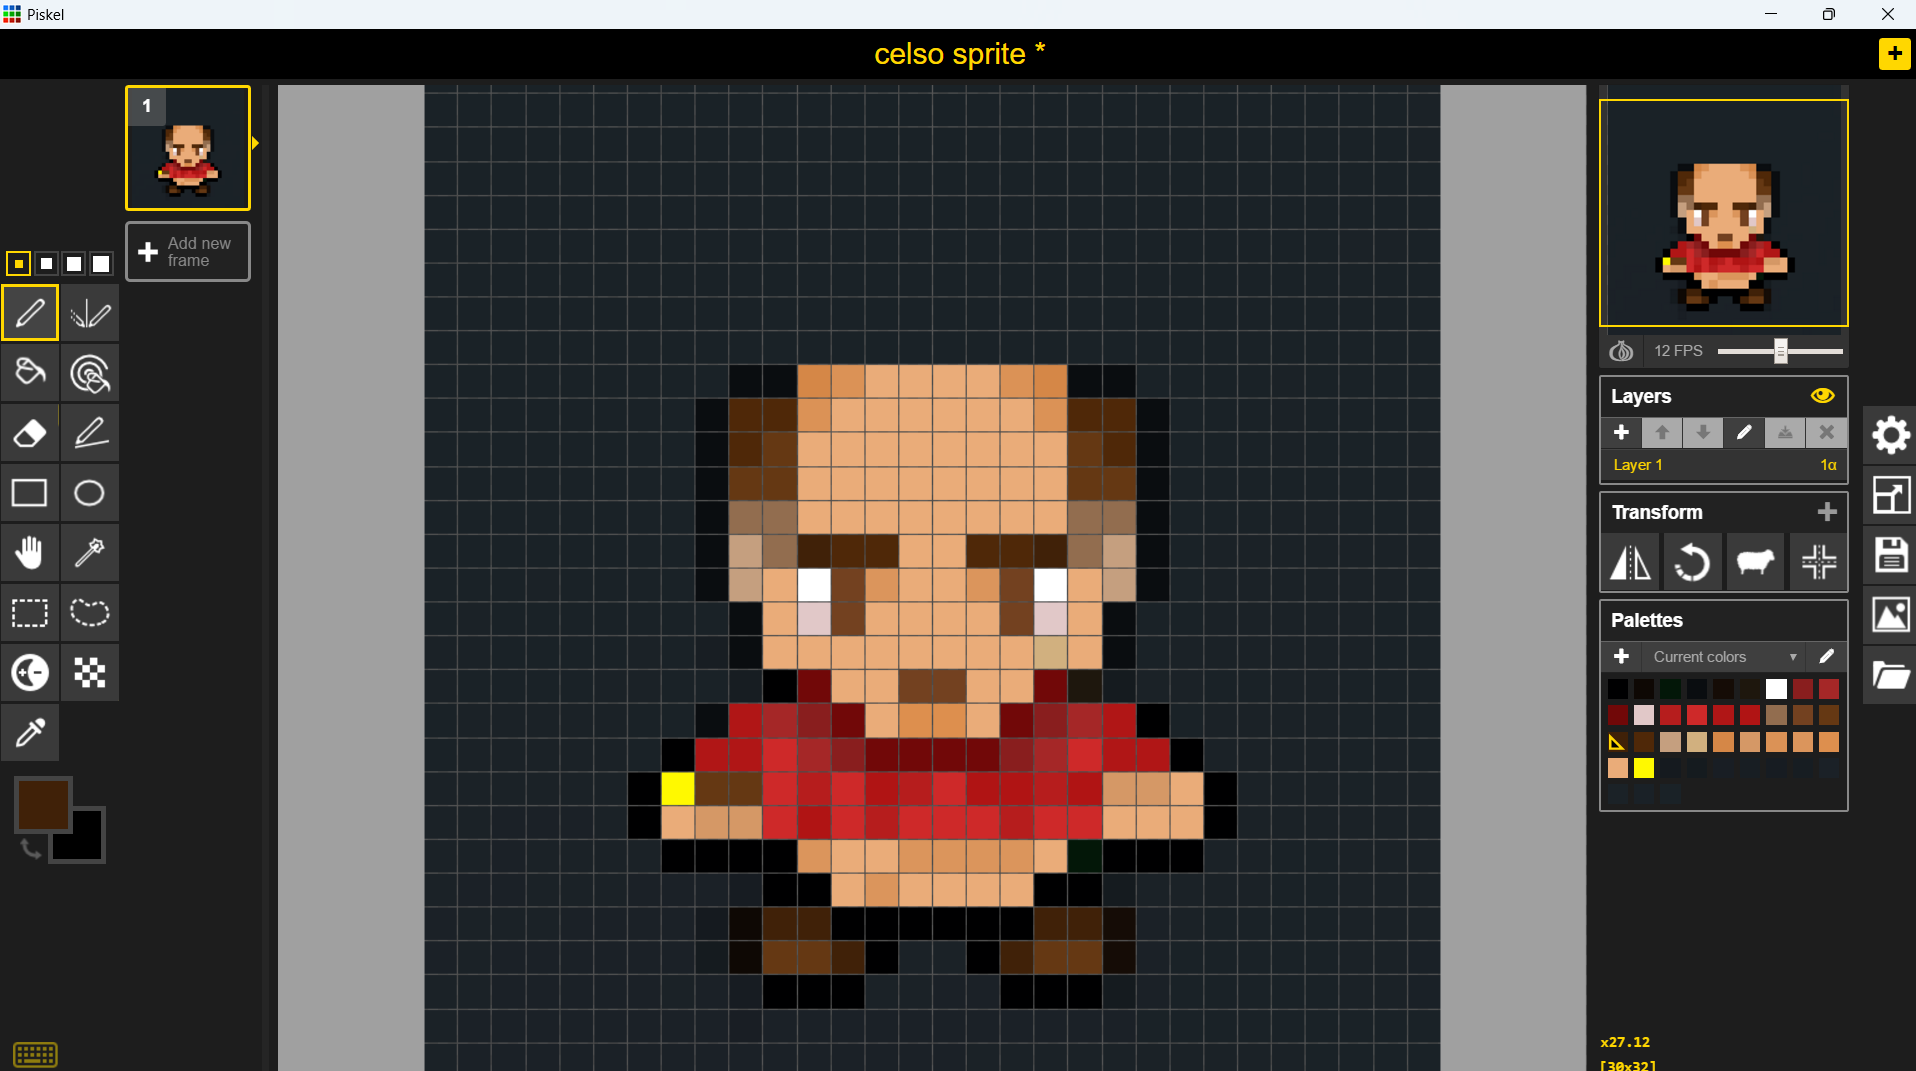 Piskel
celso sprite *
1
Add new
frame
12 FPS
Layers
Layer 1
1α
Transform
Palettes
Current colors
x27.12
[30x32]